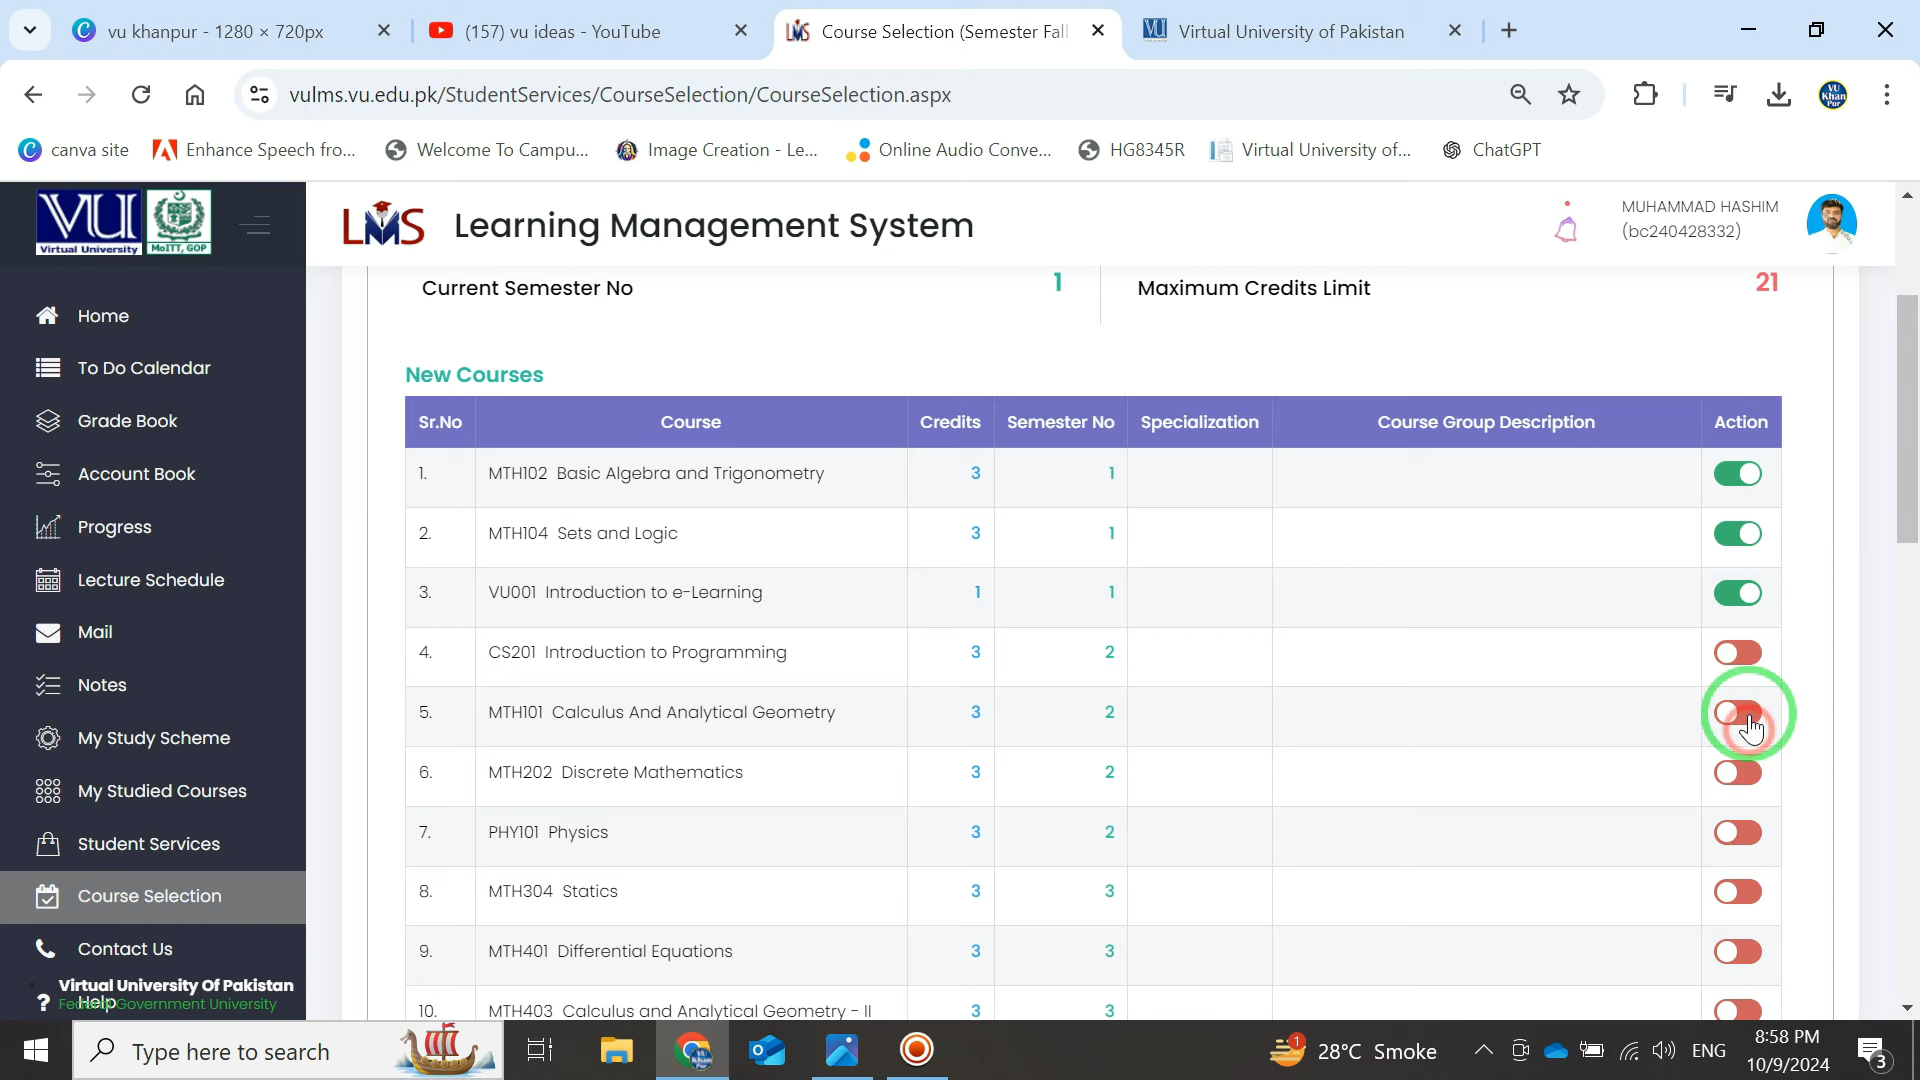 vu khanpur - 1280 × 720px
(157) vu ideas - YouTube
Course Selection (Semester Fall
Virtual University of Pakistan
vulms.vu.edu.pk/StudentServices/CourseSelection/CourseSelection.aspx
VU Khan Pur
canva site
Enhance Speech fro...
Welcome To Campu...
Image Creation - Le...
Online Audio Conve...
HG8345R
Virtual University of...
ChatGPT
VU
Virtual University
MoITT, GOP
LMS
Learning Management System
MUHAMMAD HASHIM
(bc240428332)
Home
To Do Calendar
Grade Book
Account Book
Progress
Lecture Schedule
Mail
Notes
My Study Scheme
My Studied Courses
Student Services
Course Selection
Contact Us
Help
Virtual University Of Pakistan
Federal Government University
Current Semester No 1
Maximum Credits Limit 21
New Courses
Sr.No Course Credits Semester No Specialization Course Group Description Action
1. MTH102 Basic Algebra and Trigonometry 3 1
2. MTH104 Sets and Logic 3 1
3. VU001 Introduction to e-Learning 1 1
4. CS201 Introduction to Programming 3 2
5. MTH101 Calculus And Analytical Geometry 3 2
6. MTH202 Discrete Mathematics 3 2
7. PHY101 Physics 3 2
8. MTH304 Statics 3 3
9. MTH401 Differential Equations 3 3
10. MTH403 Calculus and Analytical Geometry - II 3 3
Type here to search
1
28°C Smoke
ENG
8:58 PM
10/9/2024
3